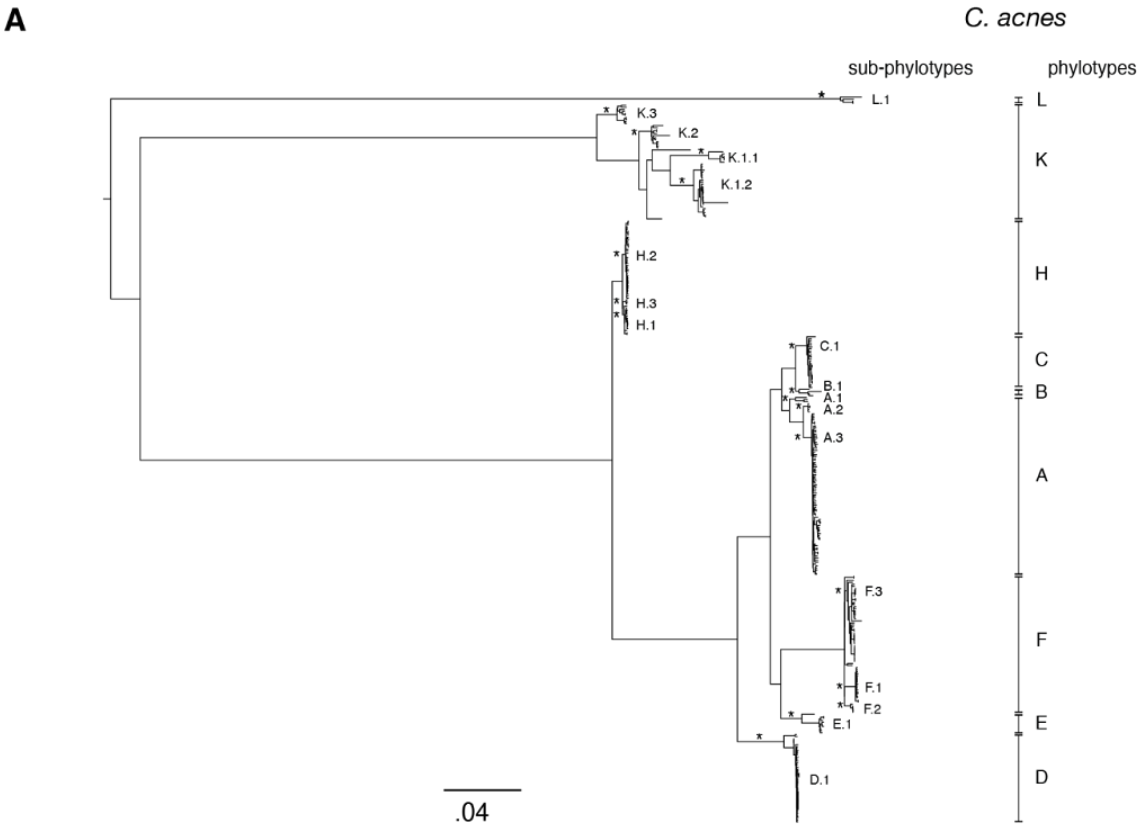 A
C. acnes
sub-phylotypes phylotypes
L.1 L
K.3
K.2
K.1.1 K
K.1.2
H.2
H
H.3
H.1
C.1
C
B.1 B
A.1
A.2
A.3
A
F.3
F
F.1
F.2
E.1 E
D.1 D
.04